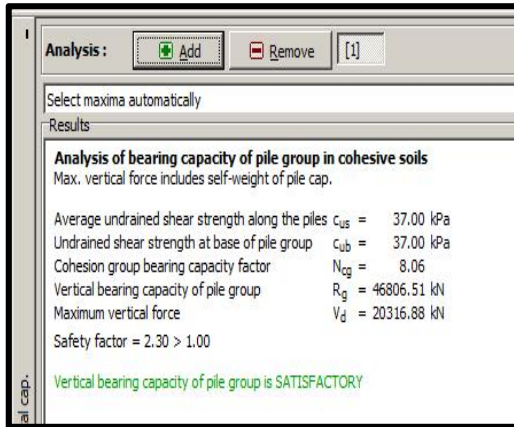 Analysis : Add Remove [1]
Select maxima automatically
Results
Analysis of bearing capacity of pile group in cohesive soils
Max. vertical force includes self-weight of pile cap.
Average undrained shear strength along the piles cus = 37.00 kPa
Undrained shear strength at base of pile group cub = 37.00 kPa
Cohesion group bearing capacity factor Ncg = 8.06
Vertical bearing capacity of pile group Rg = 46806.51 kN
Maximum vertical force Vd = 20316.88 kN
Safety factor = 2.30 > 1.00
Vertical bearing capacity of pile group is SATISFACTORY
al cap.